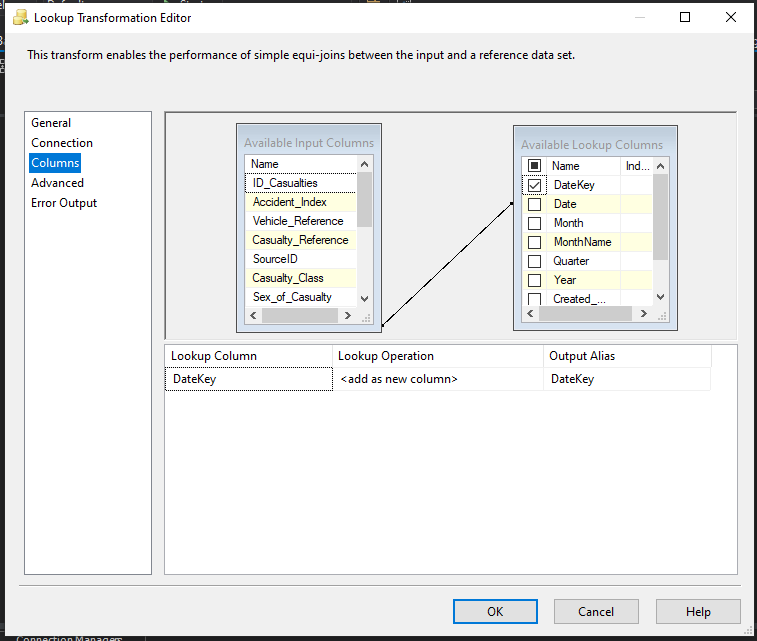 Lookup Transformation Editor
This transform enables the performance of simple equi-joins between the input and a reference data set.
General
Connection
Columns
Advanced
Error Output
Available Input Columns
Name
ID_Casualties
Accident_Index
Vehicle_Reference
Casualty_Reference
SourceID
Casualty_Class
Sex_of_Casualty
Available Lookup Columns
Name Ind...
DateKey
Date
Month
MonthName
Quarter
Year
Created_...
Lookup Column Lookup Operation Output Alias
DateKey <add as new column> DateKey
OK Cancel Help
Connection Managers